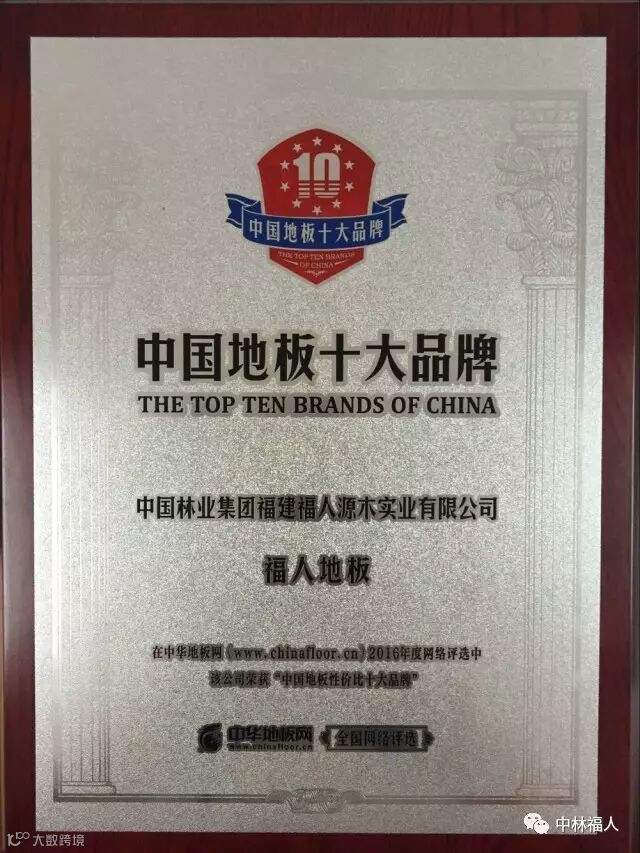 10
中国地板十大品牌
THE TOP TEN BRANDS
OF CHINA
中国地板十大品牌
THE TOP TEN BRANDS OF CHINA
中国林业集团福建福人源木实业有限公司
福人地板
在中华地板网(www.chinafloor.cn)2016年度网络评选中
该公司荣获“中国地板性价比十大品牌”
中华地板网 全国网络评选
www.chinafloor.cn
中林福人
大数跨境